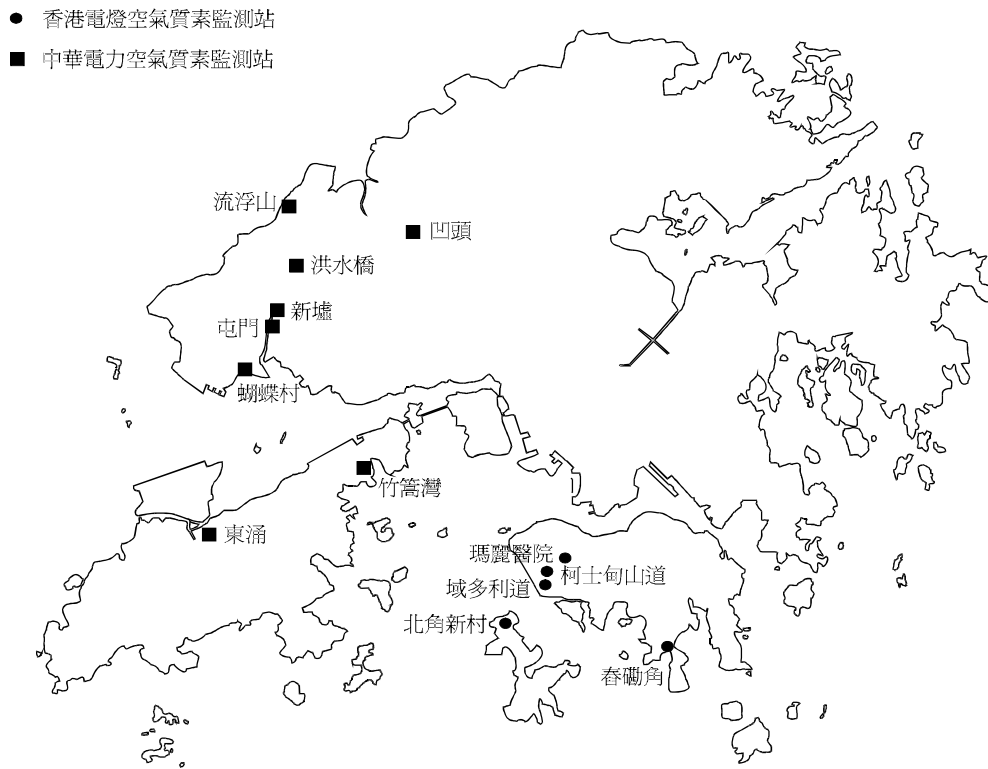 香港電燈空氣質素監測站
中華電力空氣質素監測站
流浮山
凹頭
洪水橋
新墟
屯門
蝴蝶村
竹篙灣
東涌
瑪麗醫院
柯士甸山道
域多利道
北角新村
舂磡角